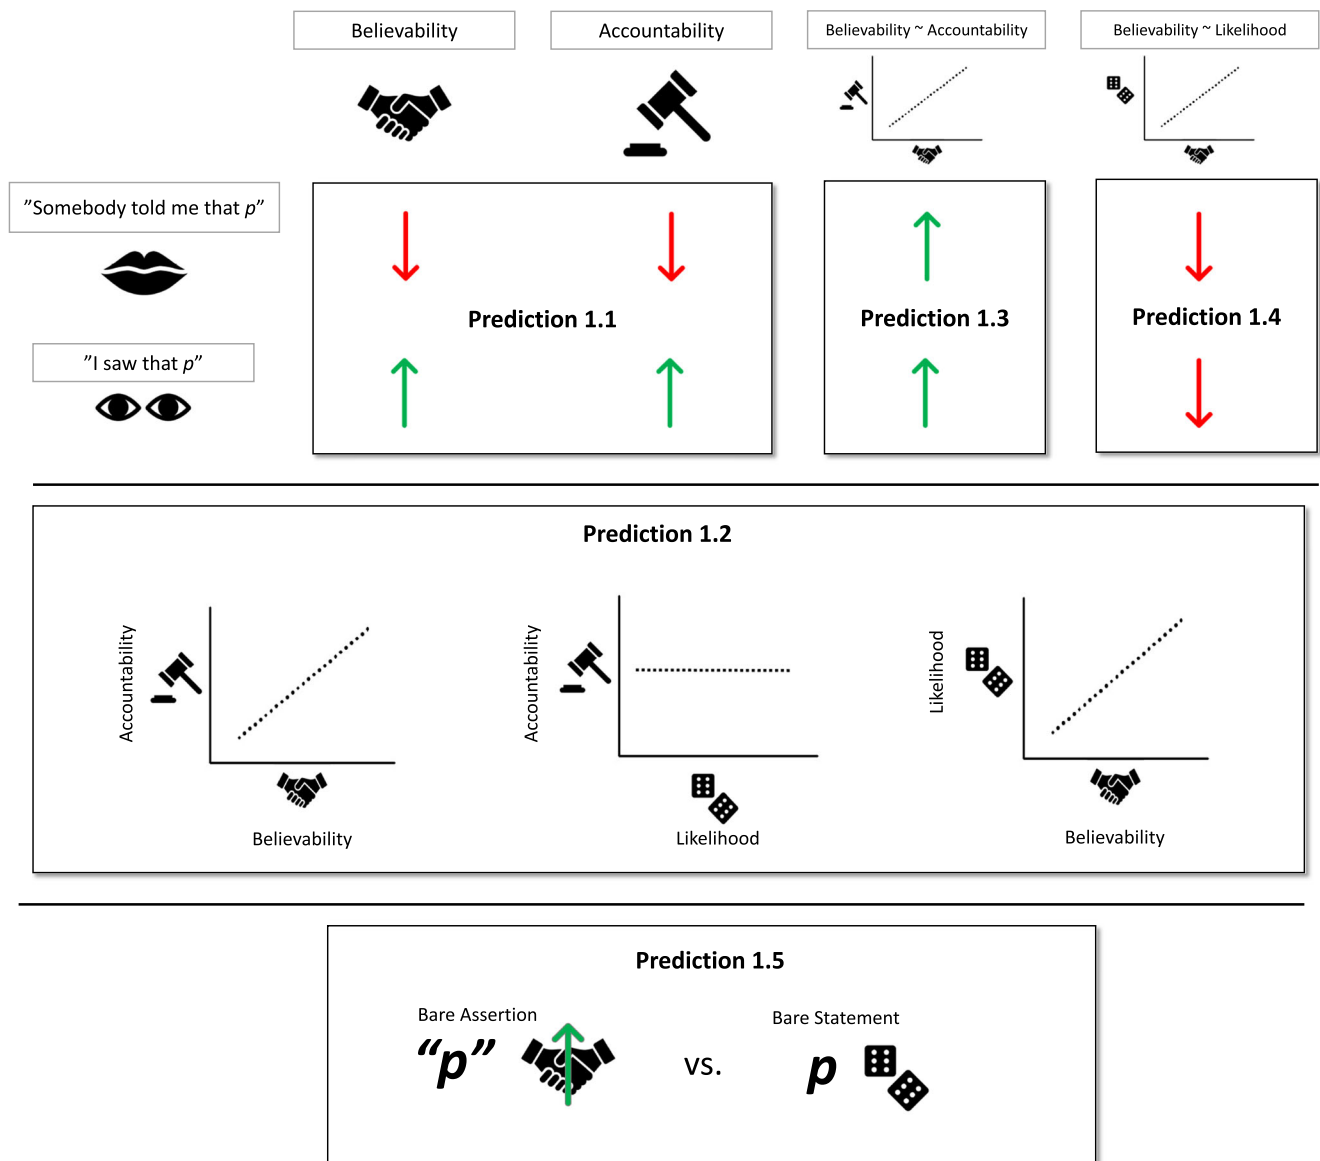 Believability
Accountability
Believability ~ Accountability
Believability ~ Likelihood
”Somebody told me that p”
Prediction 1.1
Prediction 1.3
Prediction 1.4
”I saw that p”
Prediction 1.2
Accountability
Believability
Accountability
Likelihood
Likelihood
Believability
Prediction 1.5
Bare Assertion
“p”
vs.
Bare Statement
p